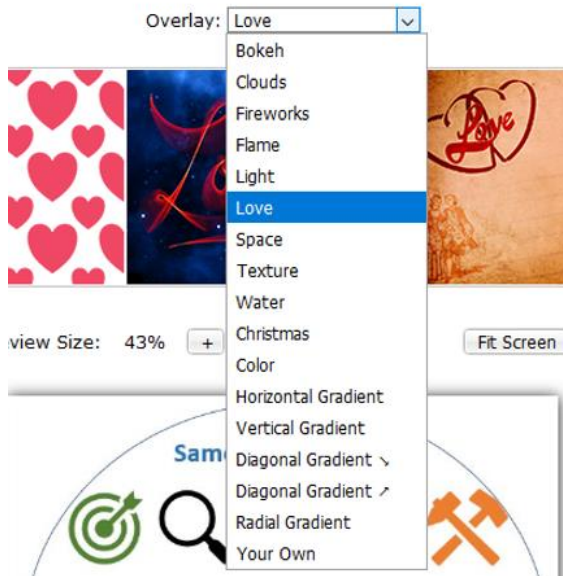 Overlay: Love
Bokeh
Clouds
Fireworks
Flame
Light
Love
Space
Texture
Water
Christmas
Color
Horizontal Gradient
Vertical Gradient
Diagonal Gradient ↘
Diagonal Gradient ↗
Radial Gradient
Your Own
Love
view Size: 43% + Fit Screen
Sam